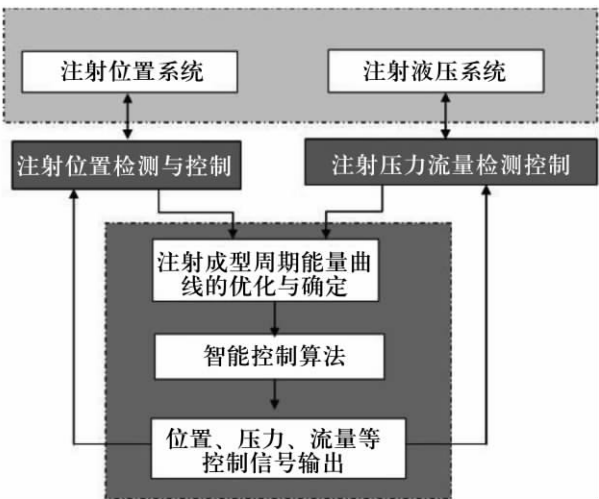 注射位置系统
注射液压系统
注射位置检测与控制
注射压力流量检测控制
注射成型周期能量曲
线的优化与确定
智能控制算法
位置、压力、流量等
控制信号输出